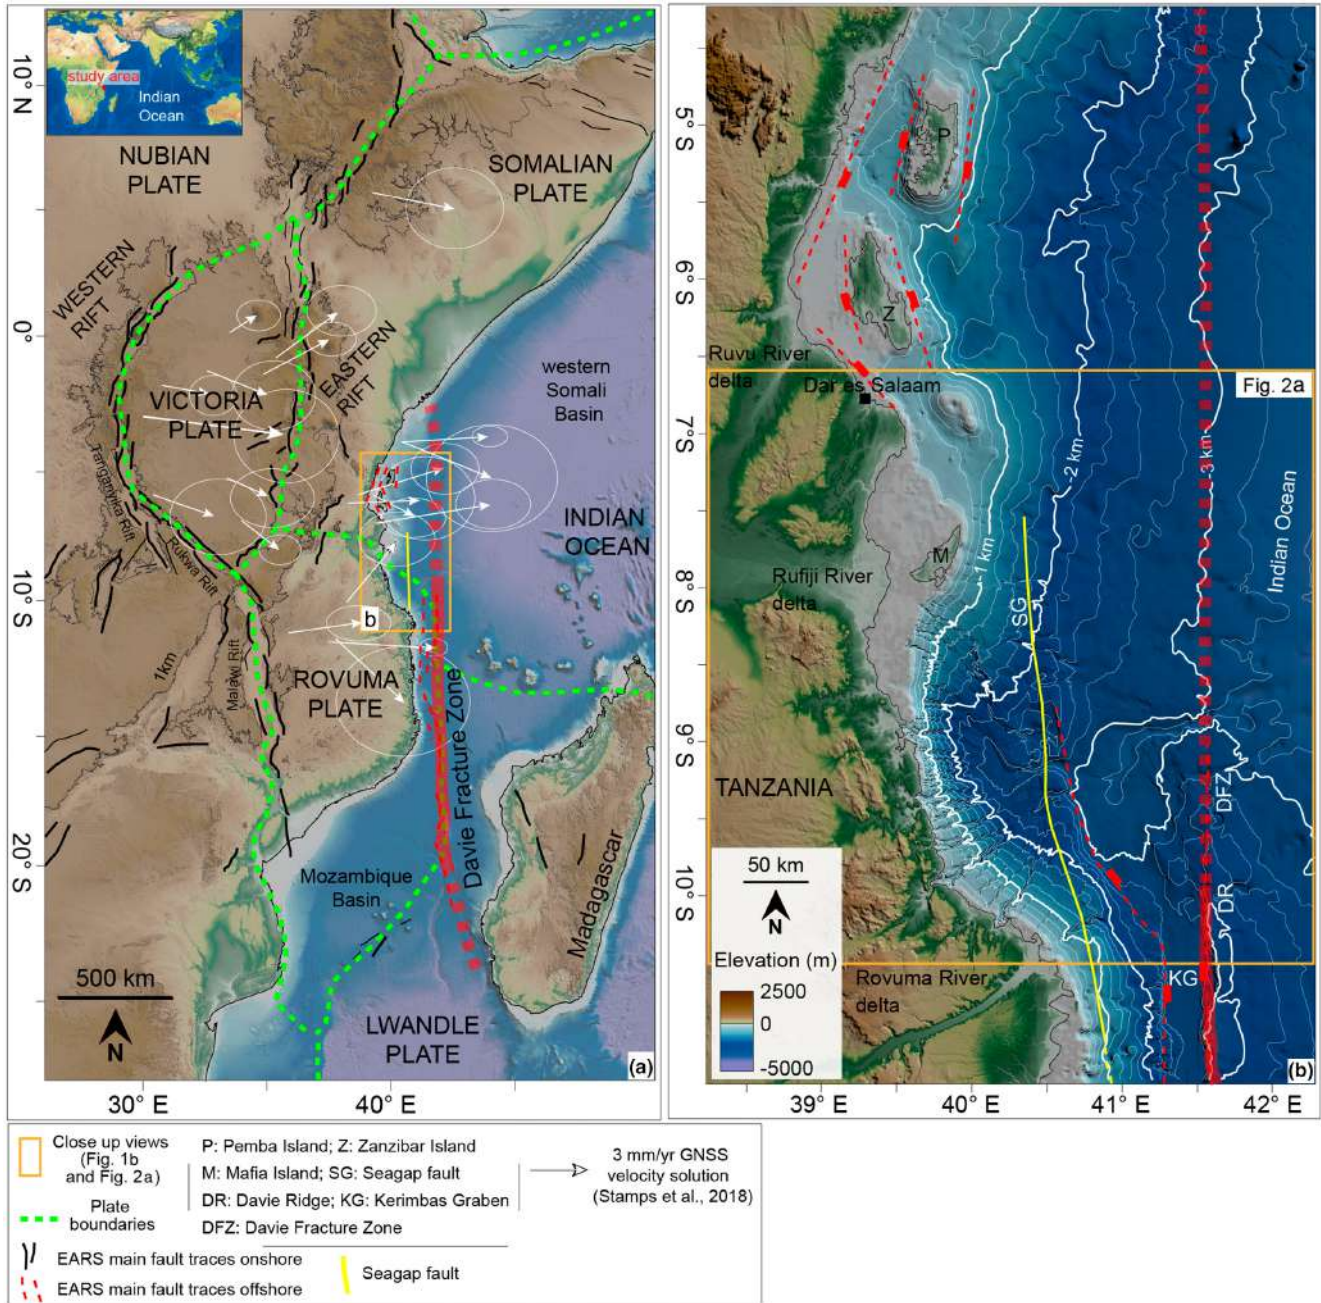 study area
Indian
Ocean
10° N
0°
10° S
20° S
NUBIAN
PLATE
SOMALIAN
PLATE
WESTERN
RIFT
EASTERN
RIFT
VICTORIA
PLATE
western
Somali
Basin
Tanganyika Rift
Rukwa Rift
INDIAN
OCEAN
b
1km
Malawi Rift
ROVUMA
PLATE
Davie Fracture Zone
Mozambique
Basin
Madagascar
500 km
N
LWANDLE
PLATE
(a)
30° E
40° E
5° S
6° S
7° S
8° S
9° S
10° S
P
Z
Ruvu River
delta
Dar es Salaam
Fig. 2a
-2 km
-3 km
Indian Ocean
M
-1 km
Rufiji River
delta
SG
TANZANIA
DFZ
DR
50 km
N
Elevation (m)
2500
0
-5000
KG
Rovuma River
delta
(b)
39° E
40° E
41° E
42° E
Close up views
(Fig. 1b
and Fig. 2a)
Plate
boundaries
EARS main fault traces onshore
EARS main fault traces offshore
P: Pemba Island; Z: Zanzibar Island
M: Mafia Island; SG: Seagap fault
DR: Davie Ridge; KG: Kerimbas Graben
DFZ: Davie Fracture Zone
Seagap fault
3 mm/yr GNSS
velocity solution
(Stamps et al., 2018)